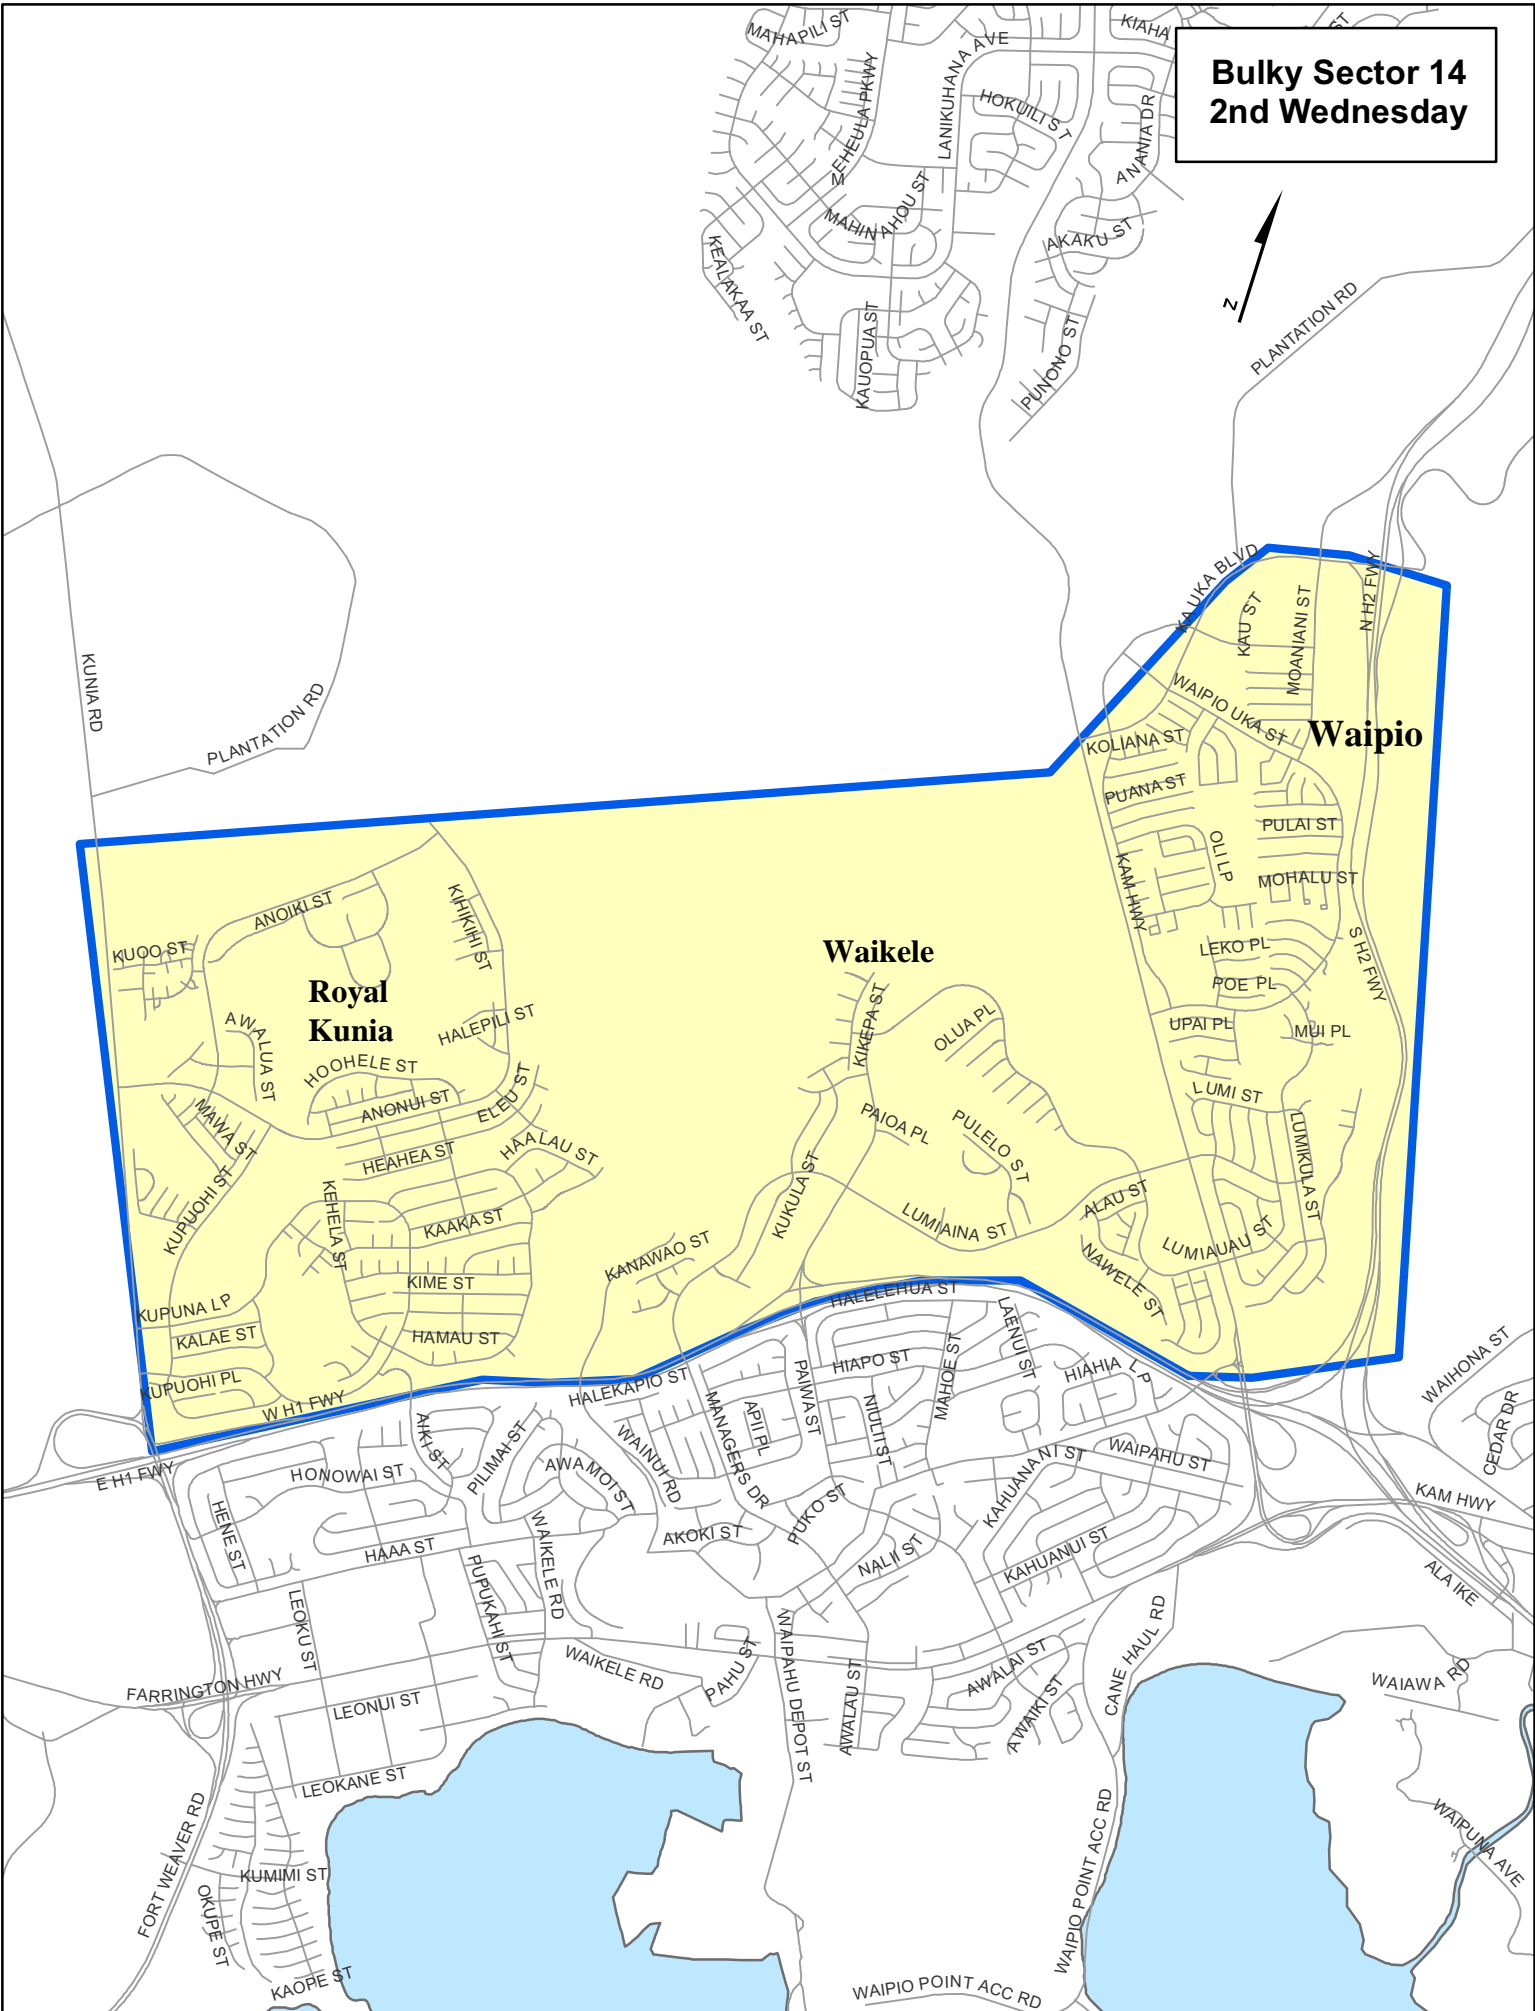 MAHAPILI ST
KIAHA
ST
Bulky Sector 14
2nd Wednesday
LANIKUHANA AVE
MEHEULA PKWY
HOKUILI ST
ANANIA DR
MAHINAHOU ST
AKAKU ST
KEALAKAA ST
Z
PLANTATION RD
KAUOPUA ST
PUNONO ST
KA UKA BLVD
N H2 FWY
KAU ST
MOANIANI ST
KUNIA RD
PLANTATION RD
WAIPIO UKA ST
Waipio
KOLIANA ST
PUANA ST
PULAI ST
OLI LP
MOHALU ST
KAM HWY
ANOIKI ST
KIHIKIHI ST
KUOO ST
Waikele
LEKO PL
S H2 FWY
Royal
Kunia
POE PL
KIKEPA ST
OLUA PL
UPAI PL
MUI PL
AWALUA ST
HALEPILI ST
HOOHELE ST
ANONUI ST
ELEU ST
LUMI ST
MAWA ST
PAIOA PL
PULELO ST
LUMIKULA ST
HEAHEA ST
HAALAU ST
KUPUOHI ST
KEHELA ST
KAAKA ST
KUKULA ST
ALAU ST
LUMIAINA ST
LUMIAUAU ST
KANAWAO ST
NAWELE ST
KIME ST
KUPUNA LP
HALELEHUA ST
KALAE ST
HAMAU ST
LAENUI ST
HIAPO ST
MAHOE ST
HIAHIA LP
KUPUOHI PL
HALEKAPIO ST
PAIWA ST
WAIHONA ST
W H1 FWY
AIKI ST
PILIMAI ST
WAINUI RD
MANAGERS DR
APII PL
NIULII ST
CEDAR DR
E H1 FWY
HONOWAI ST
AWAMOI ST
KAHUANANI ST
WAIPAHU ST
KAM HWY
HENE ST
HAAA ST
WAIKELE RD
AKOKI ST
PUKO ST
NALII ST
KAHUANUI ST
ALA IKE
PUPUKAHI ST
LEOKU ST
WAIPAHU DEPOT ST
CANE HAUL RD
WAIKELE RD
PAHU ST
AWALAI ST
WAIAWA RD
FARRINGTON HWY
LEONUI ST
AWALAU ST
AWAIKI ST
LEOKANE ST
FORT WEAVER RD
WAIPIO POINT ACC RD
WAIPUNA AVE
KUMIMI ST
OKUPE ST
KAOPE ST
WAIPIO POINT ACC RD